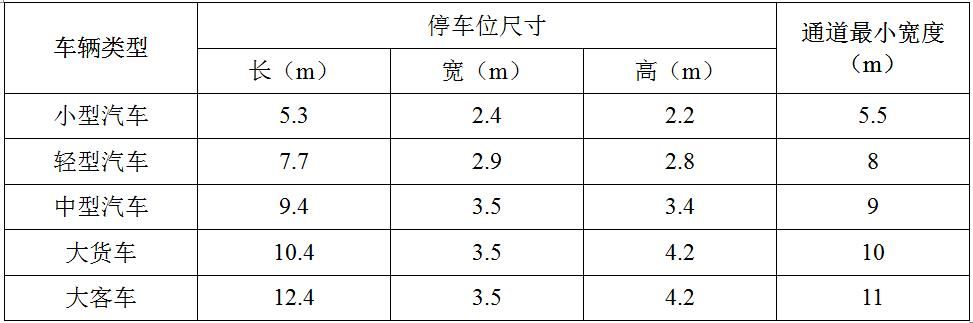 车辆类型 停车位尺寸 通道最小宽度（m）
长（m） 宽（m） 高（m）
小型汽车 5.3 2.4 2.2 5.5
轻型汽车 7.7 2.9 2.8 8
中型汽车 9.4 3.5 3.4 9
大货车 10.4 3.5 4.2 10
大客车 12.4 3.5 4.2 11